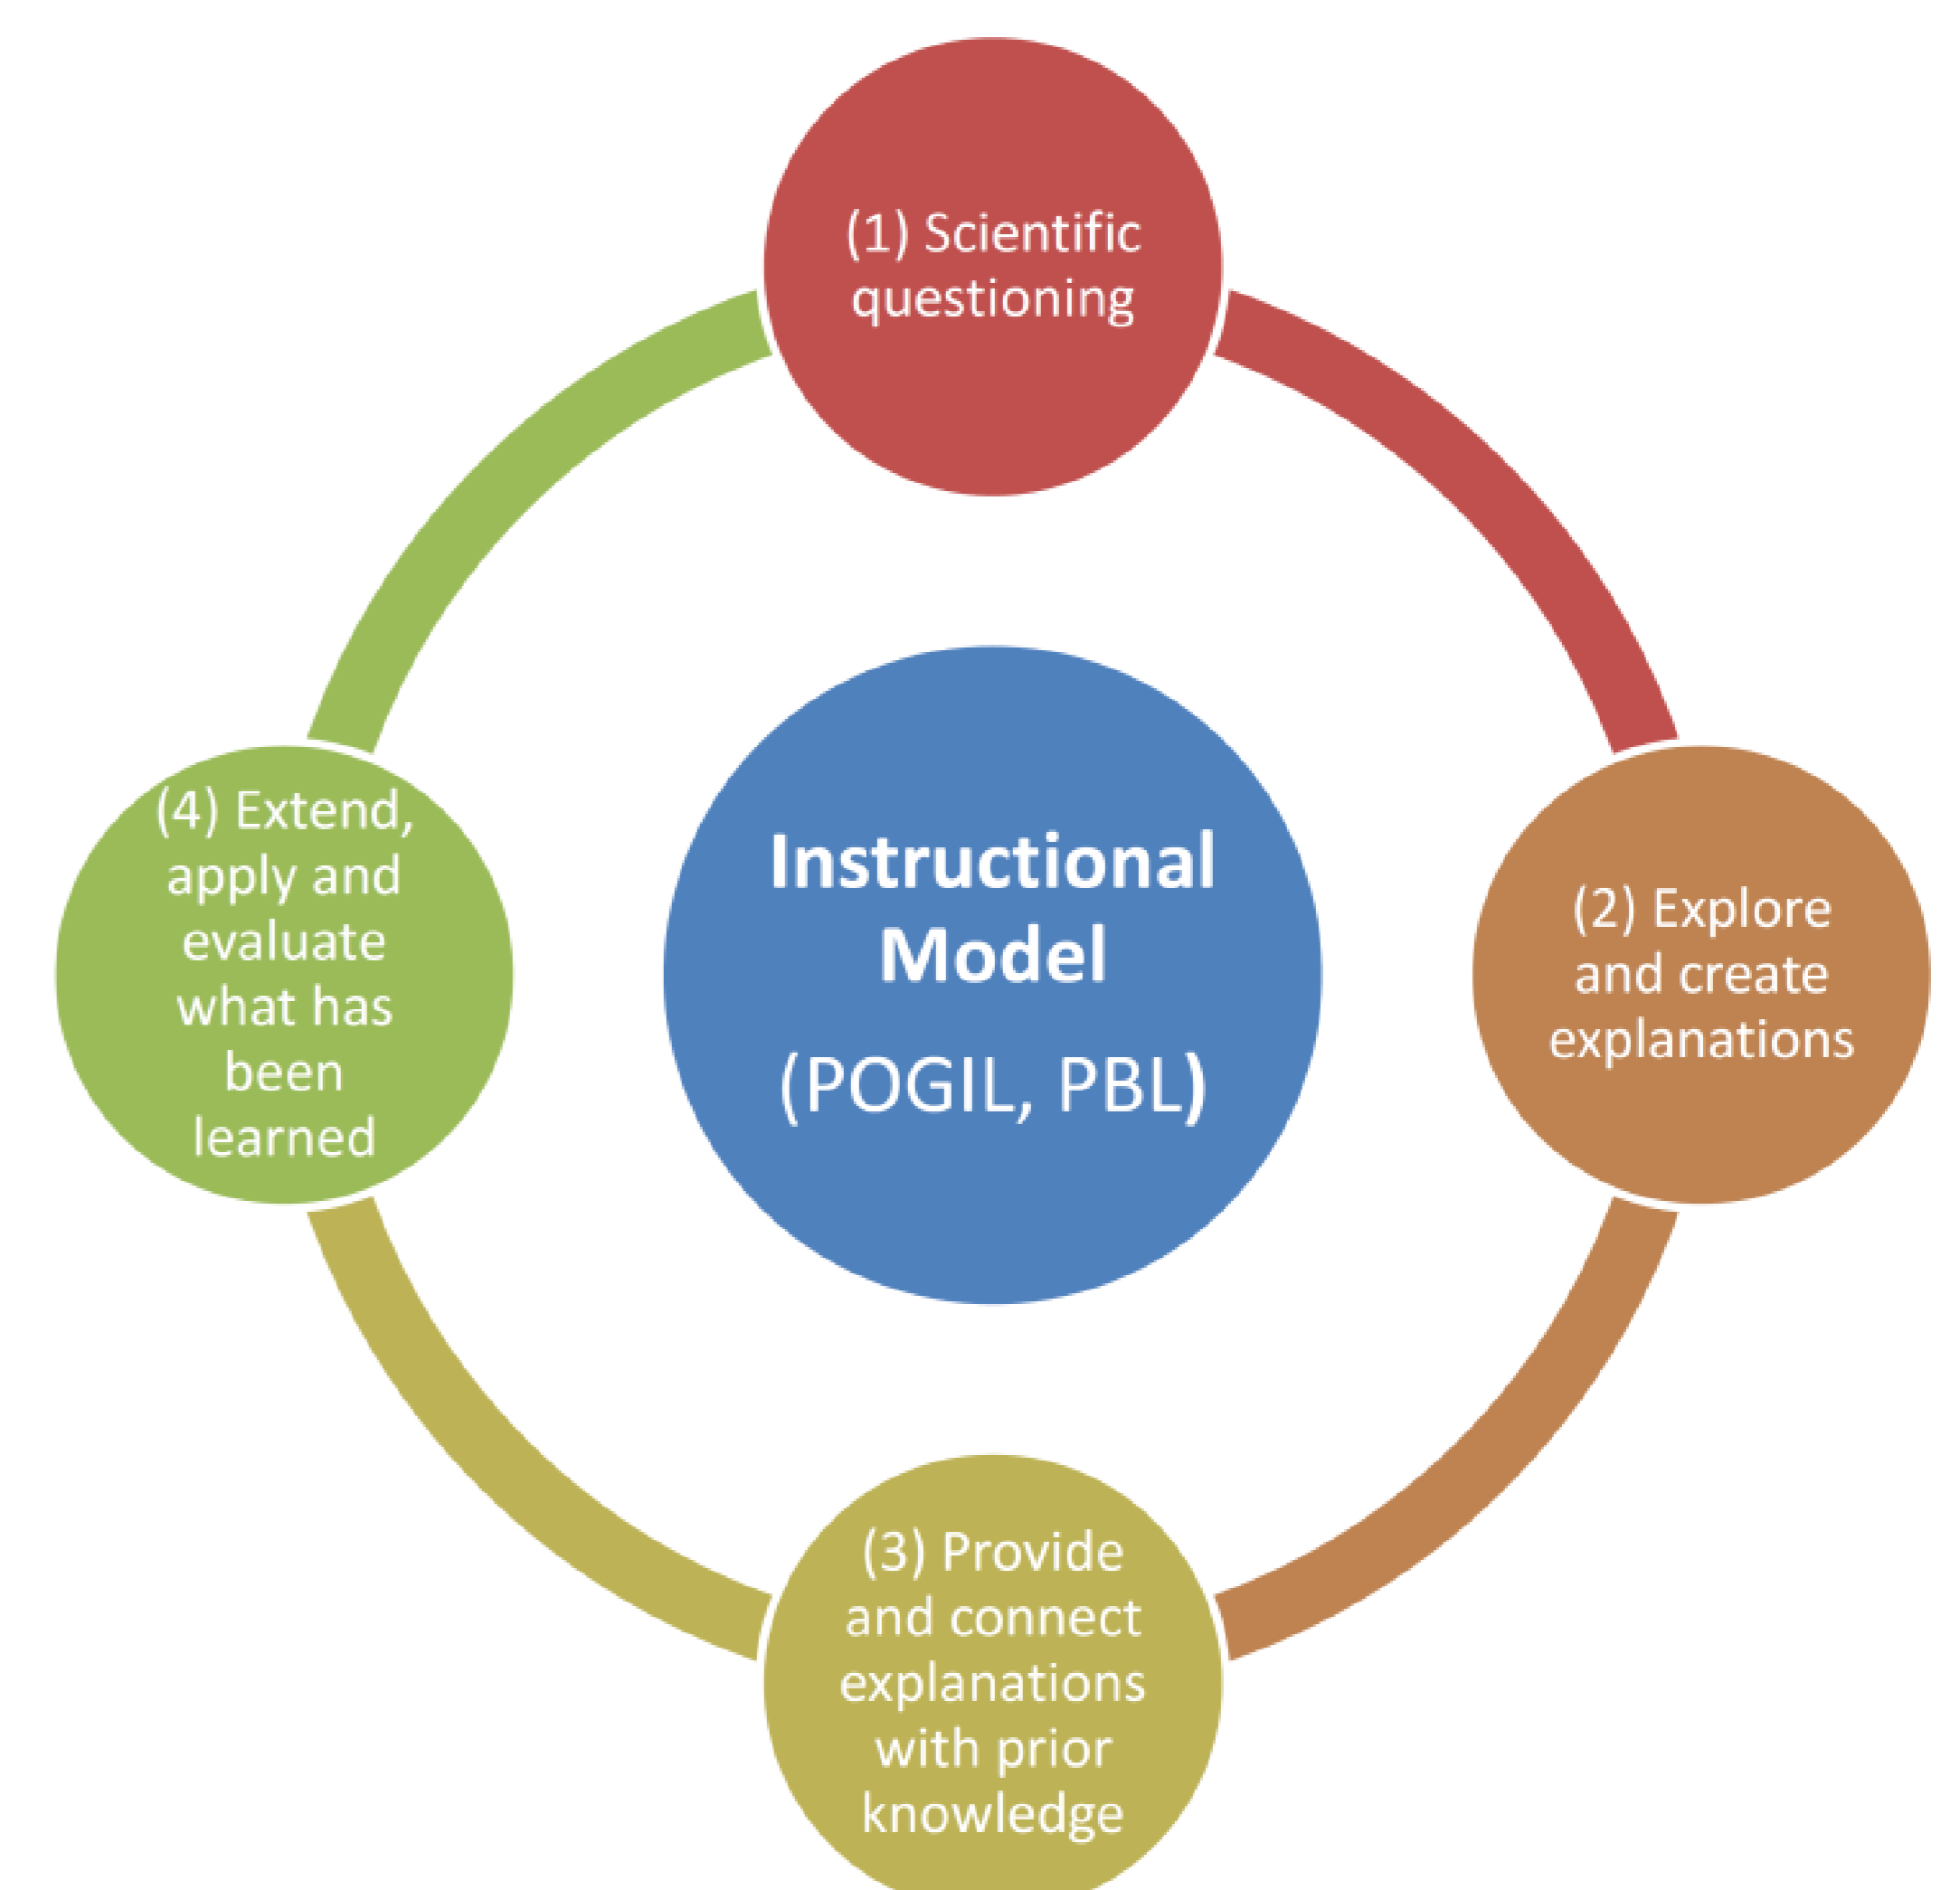 (1) Scientific
questioning
(2) Explore
and create
explanations
(3) Provide
and connect
explanations
with prior
knowledge
(4) Extend,
apply and
evaluate
what has
been
learned
Instructional
Model
(POGIL, PBL)